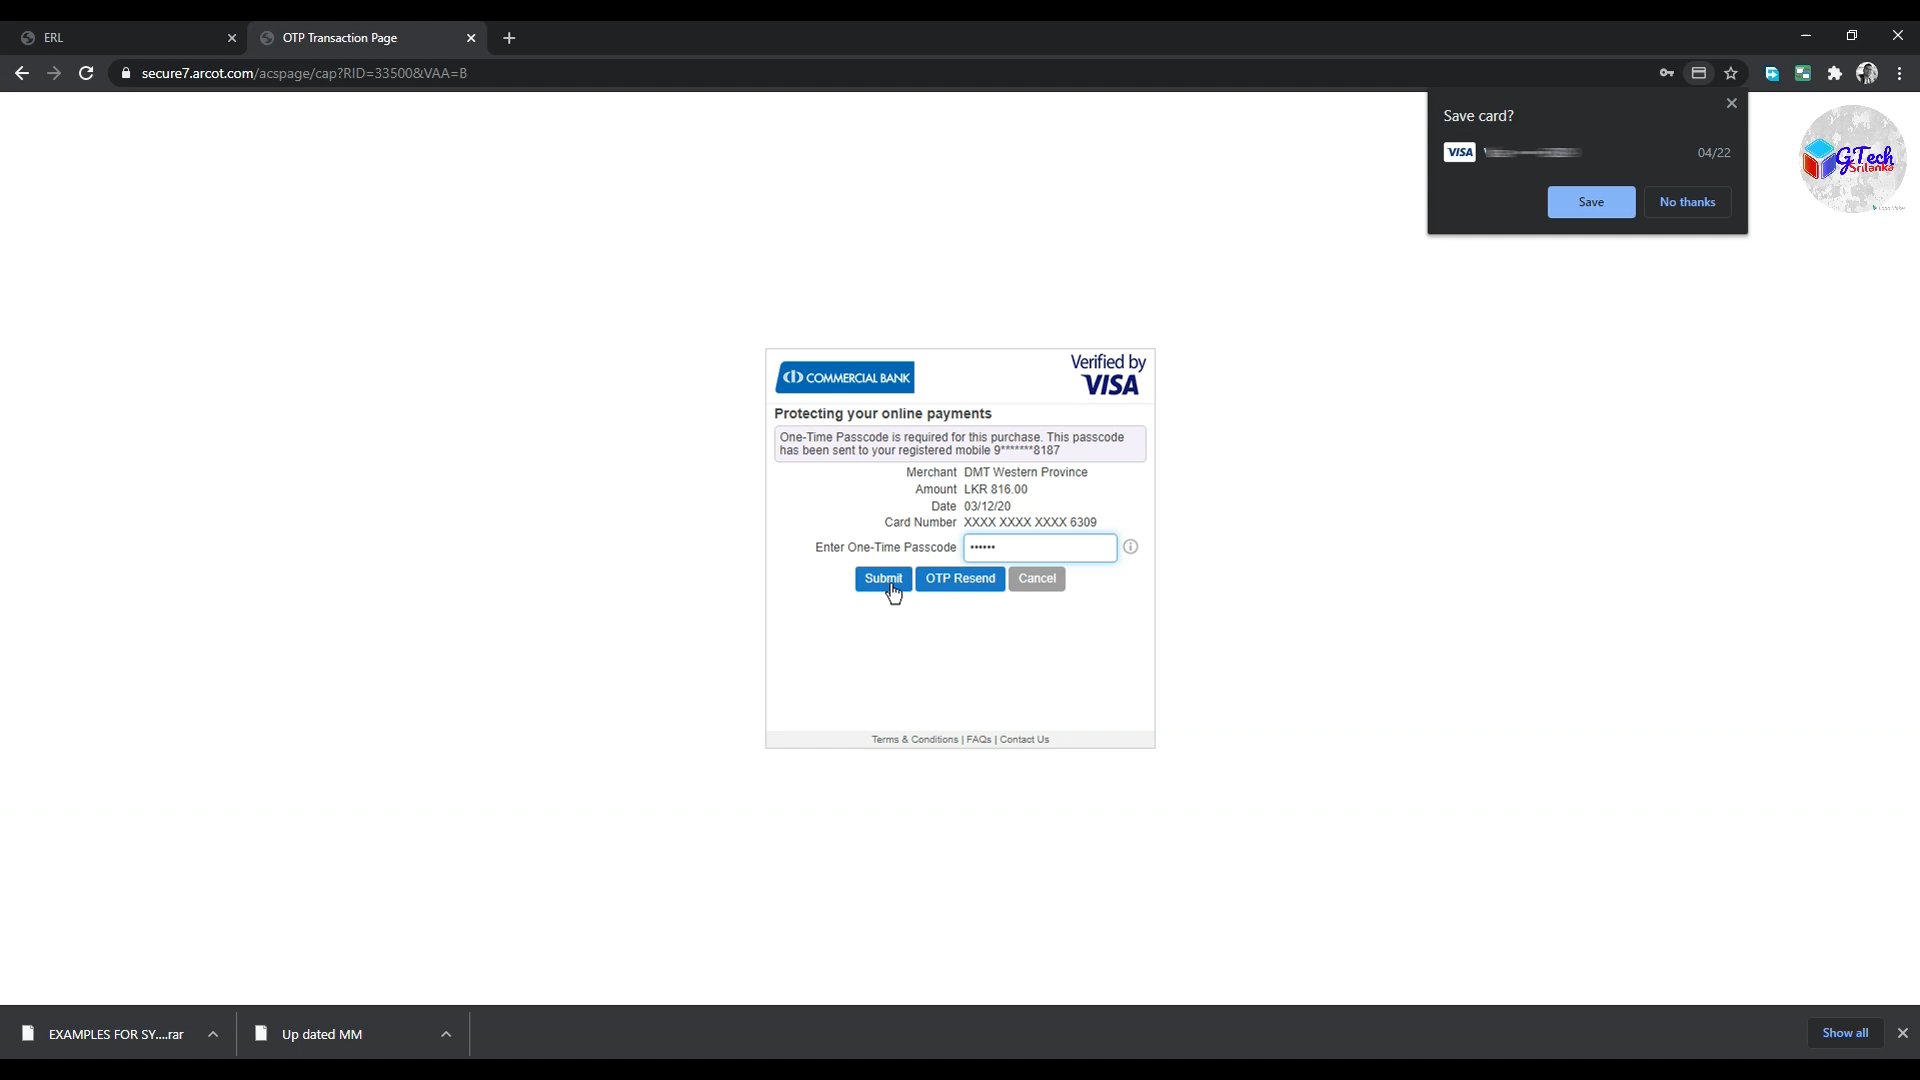 ERL
OTP Transaction Page
secure7.arcot.com/acspage/cap?RID=33500&VAA=B
Save card?
VISA
04/22
Save
No thanks
GTech
Srilanka
COMMERCIAL BANK
Verified by
VISA
Protecting your online payments
One-Time Passcode is required for this purchase. This passcode
has been sent to your registered mobile 9*******8187
Merchant DMT Western Province
Amount LKR 816.00
Date 03/12/20
Card Number XXXX XXXX XXXX 6309
Enter One-Time Passcode ••••••
Submit OTP Resend Cancel
Terms & Conditions | FAQs | Contact Us
EXAMPLES FOR SY....rar
Up dated MM
Show all